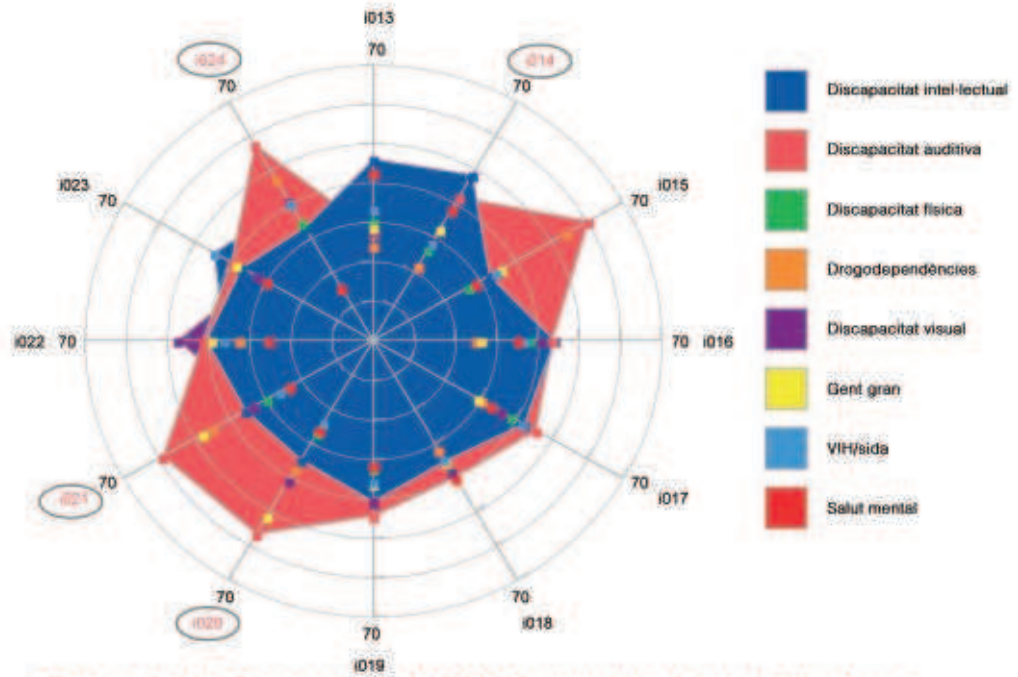 i013
70
i014
70
i015
70
i016
70
i017
70
i018
70
i019
70
i020
70
i021
70
i022
70
i023
70
i024
70
Discapacitat intel·lectual
Discapacitat auditiva
Discapacitat física
Drogodependències
Discapacitat visual
Gent gran
VIH/sida
Salut mental